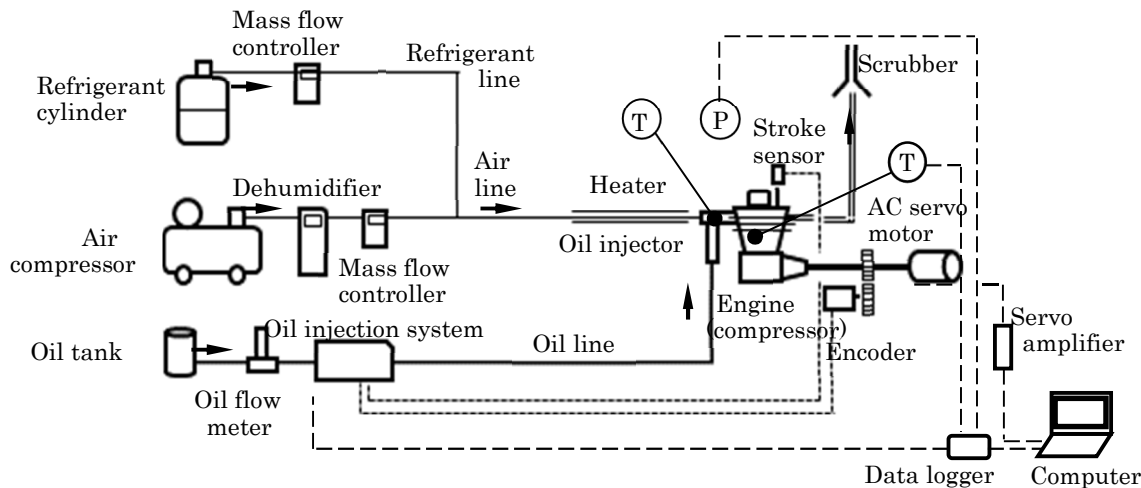 Mass flow
controller
Refrigerant
line
Refrigerant
cylinder
Scrubber
T
P
Stroke
sensor
T
Air
line
Dehumidifier
Heater
AC servo
motor
Air
compressor
Oil injector
Mass flow
controller
Engine
(compressor)
Oil injection system
Servo
amplifier
Oil tank
Oil line
Encoder
Oil flow
meter
Data logger
Computer